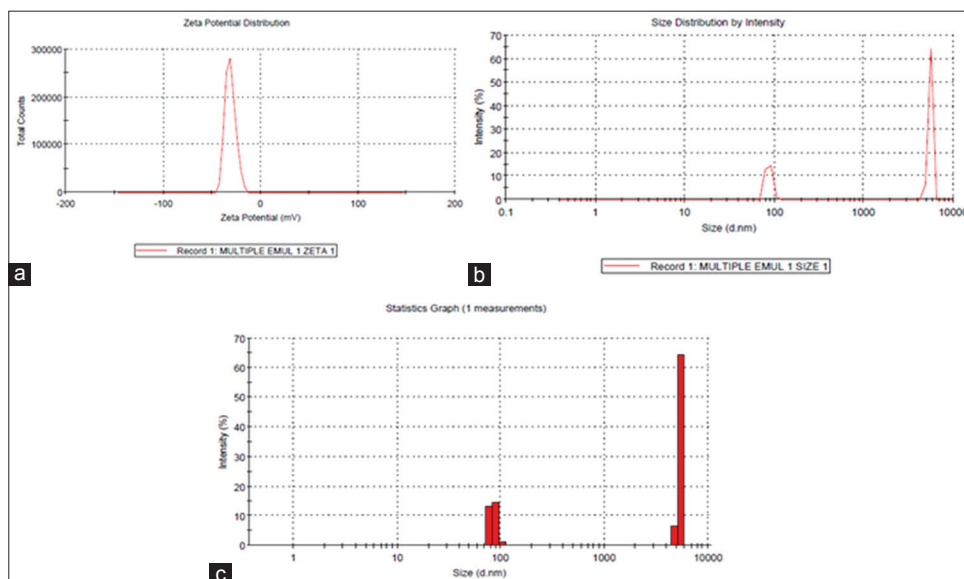 Zeta Potential Distribution
300000
200000
100000
0
Total Counts
-200 -100 0 100 200
Zeta Potential (mV)
Record 1: MULTIPLE EMUL 1 ZETA 1
a
Size Distribution by Intensity
70
60
50
40
30
20
10
0
Intensity (%)
0.1 1 10 100 1000 10000
Size (d.nm)
Record 1: MULTIPLE EMUL 1 SIZE 1
b
Statistics Graph (1 measurements)
70
60
50
40
30
20
10
0
Intensity (%)
1 10 100 1000 10000
Size (d.nm)
c